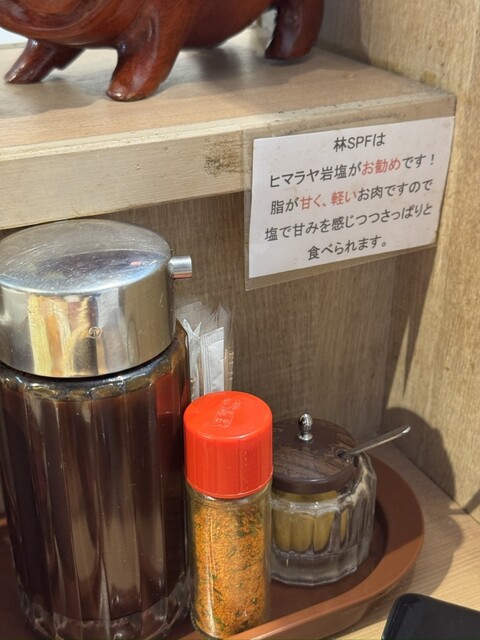 林SPFは
ヒマラヤ岩塩がお勧めです！
脂が甘く、軽いお肉ですので
塩で甘みを感じつつさっぱりと
食べられます。